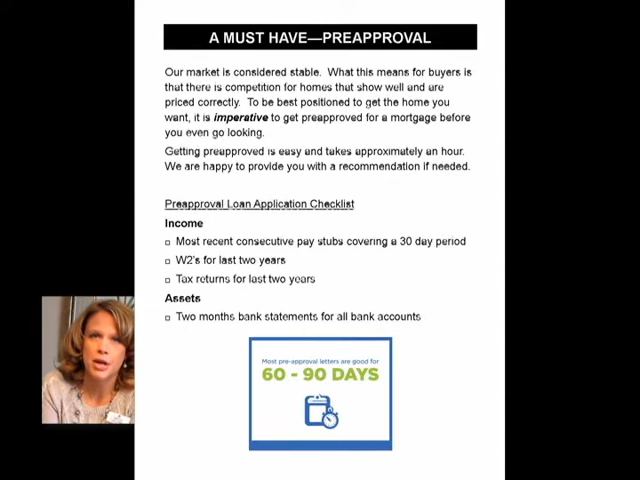 A MUST HAVE—PREAPPROVAL
Our market is considered stable. What this means for buyers is
that there is competition for homes that show well and are
priced correctly. To be best positioned to get the home you
want, it is imperative to get preapproved for a mortgage before
you even go looking.
Getting preapproved is easy and takes approximately an hour.
We are happy to provide you with a recommendation if needed.
Preapproval Loan Application Checklist
Income
□ Most recent consecutive pay stubs covering a 30 day period
□ W2's for last two years
□ Tax returns for last two years
Assets
□ Two months bank statements for all bank accounts
Most pre-approval letters are good for
60 - 90 DAYS